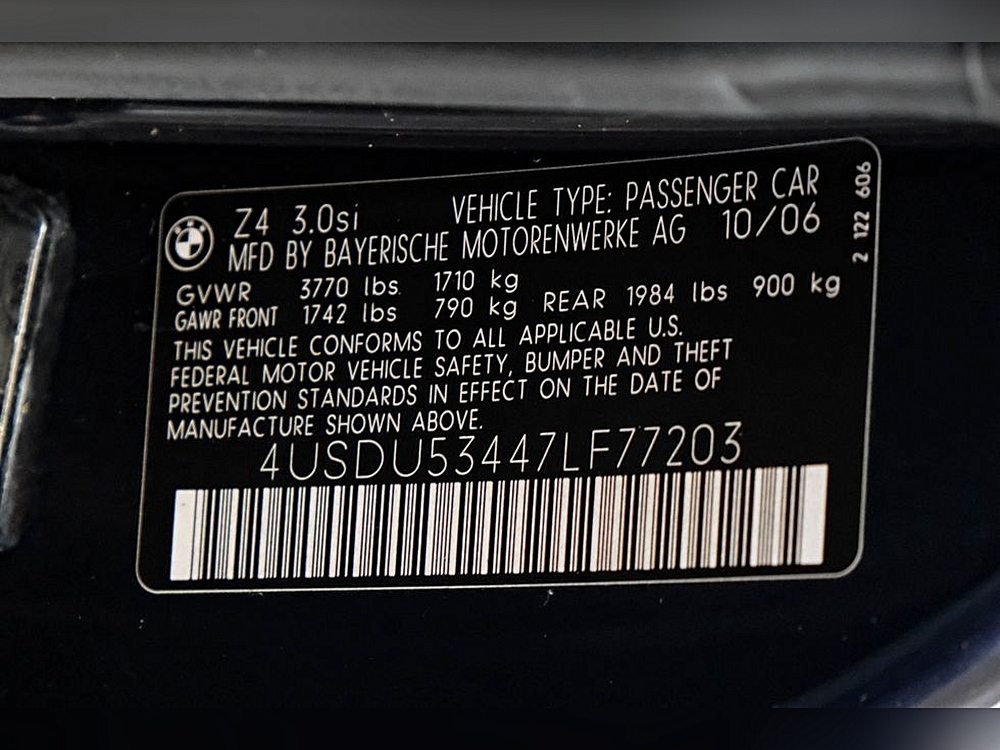 Z4 3.0si VEHICLE TYPE: PASSENGER CAR
MFD BY BAYERISCHE MOTORENWERKE AG 10/06
GVWR 3770 lbs 1710 kg
GAWR FRONT 1742 lbs 790 kg REAR 1984 lbs 900 kg
THIS VEHICLE CONFORMS TO ALL APPLICABLE U.S.
FEDERAL MOTOR VEHICLE SAFETY, BUMPER AND THEFT
PREVENTION STANDARDS IN EFFECT ON THE DATE OF
MANUFACTURE SHOWN ABOVE.
4USDU53447LF77203
2 122 606